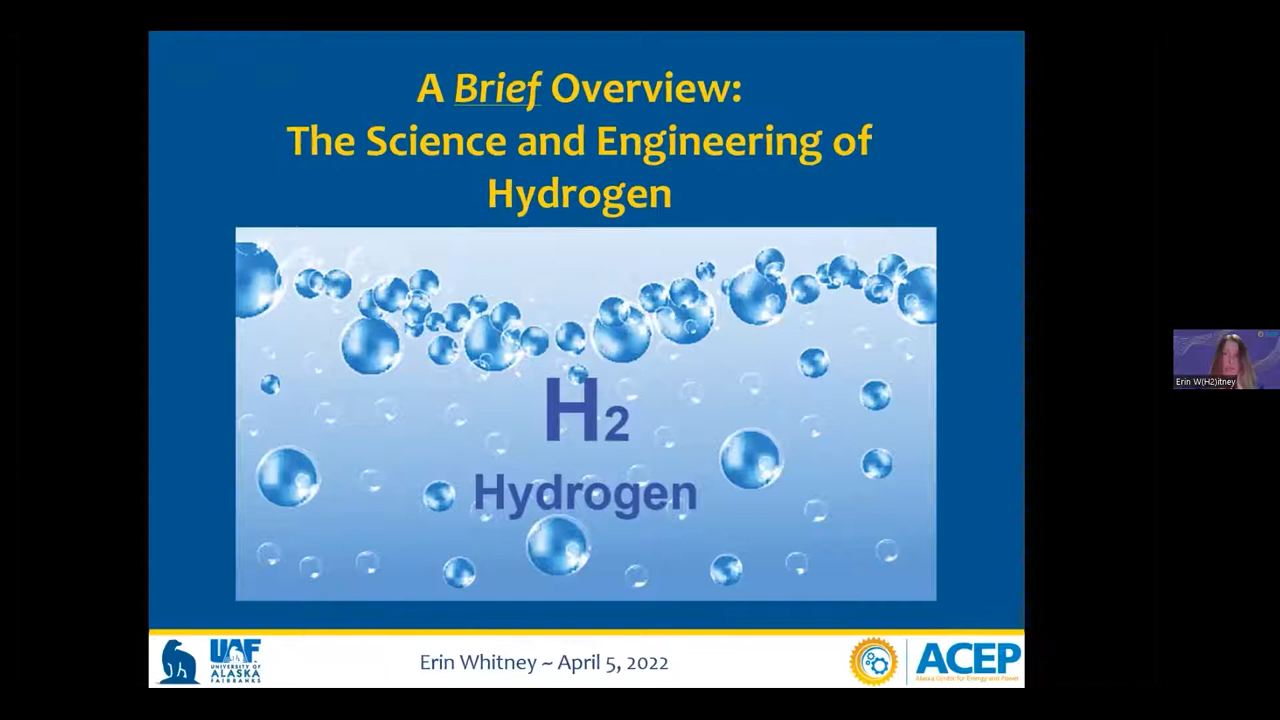 A Brief Overview:
The Science and Engineering of
Hydrogen
H2
Hydrogen
UAF
UNIVERSITY OF
ALASKA
FAIRBANKS
Erin Whitney ~ April 5, 2022
ACEP
Alaska Center for Energy and Power
Erin W(H2)itney